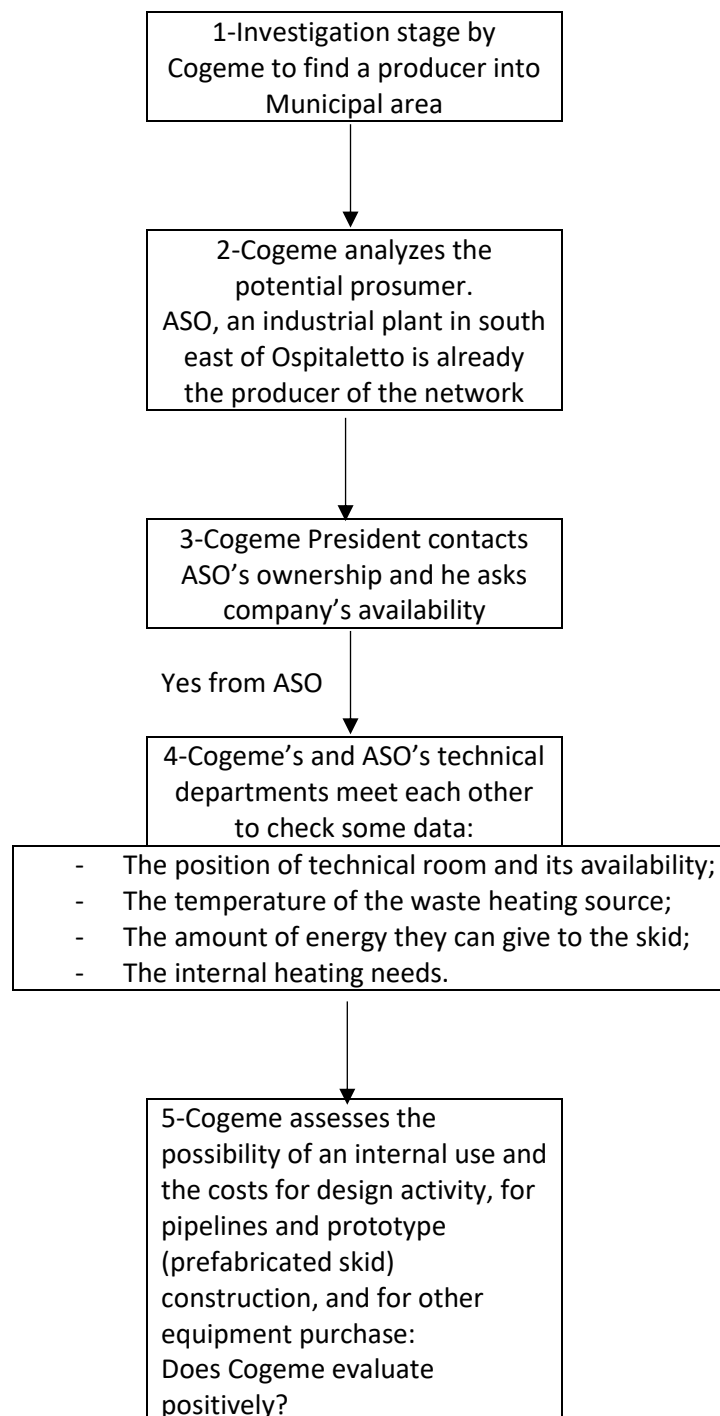 1-Investigation stage by
Cogeme to find a producer into
Municipal area
2-Cogeme analyzes the
potential prosumer.
ASO, an industrial plant in south
east of Ospitaletto is already
the producer of the network
3-Cogeme President contacts
ASO’s ownership and he asks
company’s availability
Yes from ASO
4-Cogeme’s and ASO’s technical
departments meet each other
to check some data:
- The position of technical room and its availability;
- The temperature of the waste heating source;
- The amount of energy they can give to the skid;
- The internal heating needs.
5-Cogeme assesses the
possibility of an internal use and
the costs for design activity, for
pipelines and prototype
(prefabricated skid)
construction, and for other
equipment purchase:
Does Cogeme evaluate
positively?